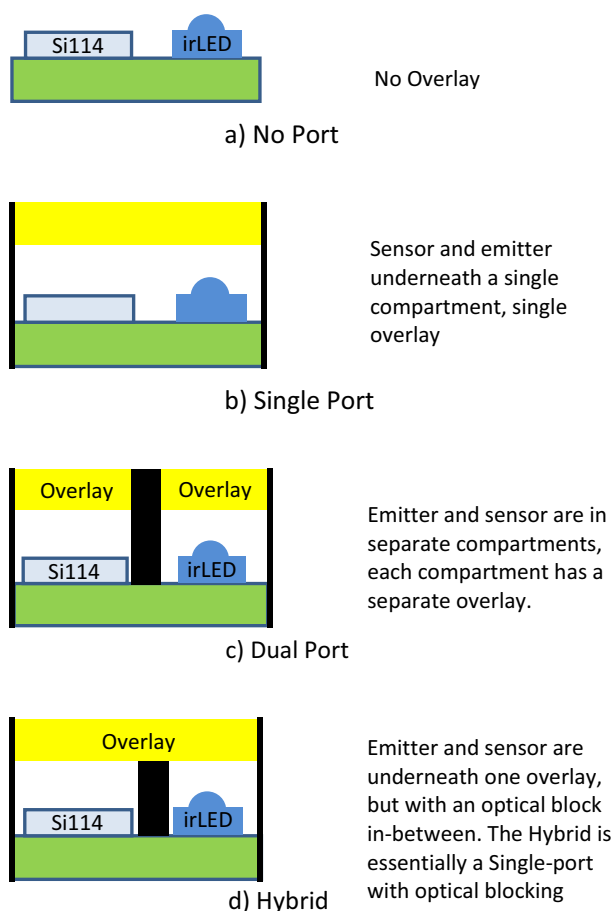 Si114
irLED
No Overlay
a) No Port
Sensor and emitter
underneath a single
compartment, single
overlay
b) Single Port
Overlay
Overlay
Si114
irLED
Emitter and sensor are in
separate compartments,
each compartment has a
separate overlay.
c) Dual Port
Overlay
Si114
irLED
Emitter and sensor are
underneath one overlay,
but with an optical block
in-between. The Hybrid is
essentially a Single-port
with optical blocking
d) Hybrid